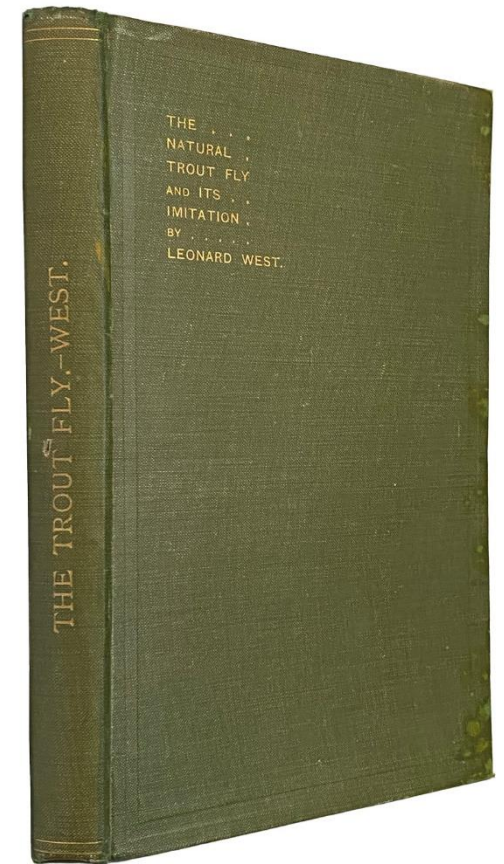 THE . . .
NATURAL .
TROUT FLY
AND ITS . .
IMITATION .
BY . . . . .
LEONARD WEST.
THE TROUT FLY.—WEST.